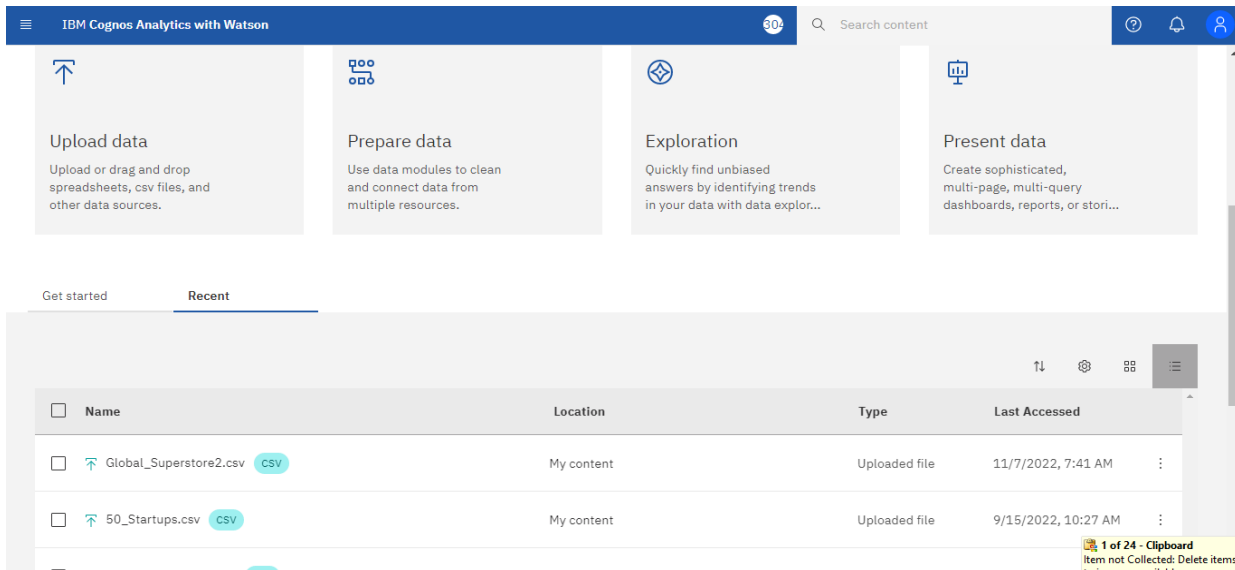 IBM Cognos Analytics with Watson
304
Search content
Upload data
Upload or drag and drop
spreadsheets, csv files, and
other data sources.
Prepare data
Use data modules to clean
and connect data from
multiple resources.
Exploration
Quickly find unbiased
answers by identifying trends
in your data with data explor...
Present data
Create sophisticated,
multi-page, multi-query
dashboards, reports, or stori...
Get started Recent
Name Location Type Last Accessed
Global_Superstore2.csv CSV My content Uploaded file 11/7/2022, 7:41 AM
50_Startups.csv CSV My content Uploaded file 9/15/2022, 10:27 AM
1 of 24 - Clipboard
Item not Collected: Delete items